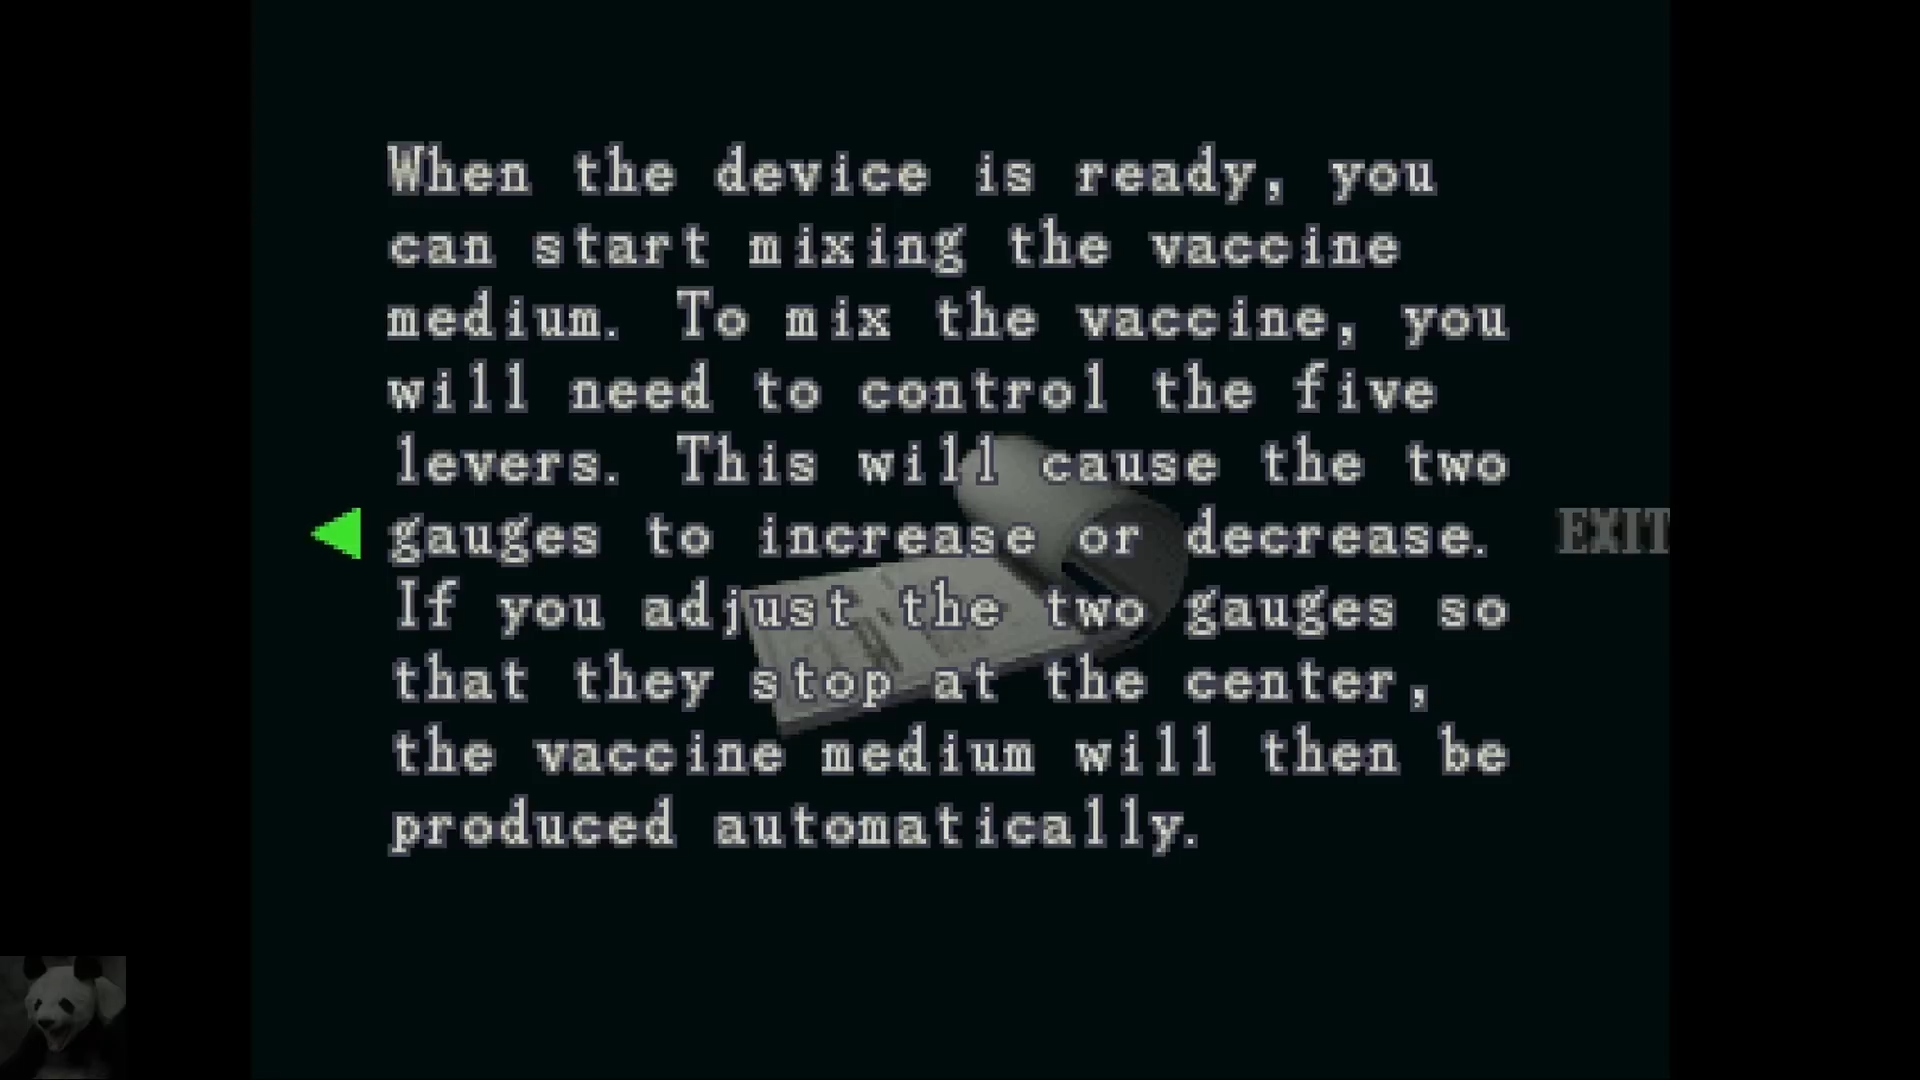 When the device is ready, you
can start mixing the vaccine
medium. To mix the vaccine, you
will need to control the five
levers. This will cause the two
gauges to increase or decrease.
EXIT
If you adjust the two gauges so
that they stop at the center,
the vaccine medium will then be
produced automatically.